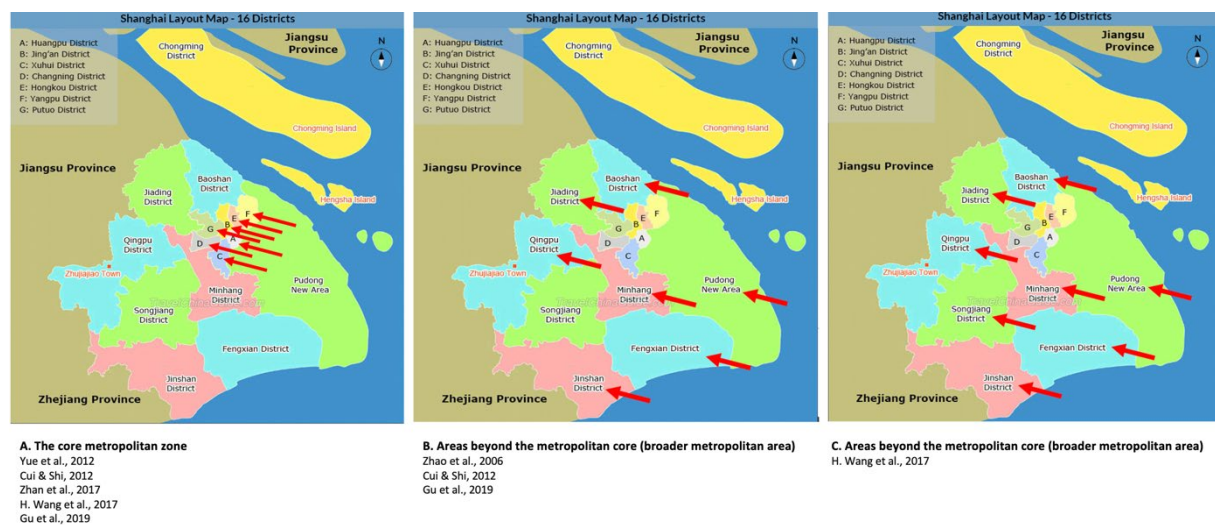 Shanghai Layout Map - 16 Districts
A: Huangpu District
B: Jing'an District
C: Xuhui District
D: Changning District
E: Hongkou District
F: Yangpu District
G: Putuo District
Jiangsu
Province
N
Chongming
District
Chongming Island
Jiangsu Province
Baoshan
District
Jiading
District
Hengsha Island
F
E
B
G
A
D
C
Qingpu
District
Zhujiajiao Town
Pudong
New Area
Minhang
District
Songjiang
District
Fengxian District
Jinshan
District
Zhejiang Province
A. The core metropolitan zone
Yue et al., 2012
Cui & Shi, 2012
Zhan et al., 2017
H. Wang et al., 2017
Gu et al., 2019
Shanghai Layout Map - 16 Districts
A: Huangpu District
B: Jing'an District
C: Xuhui District
D: Changning District
E: Hongkou District
F: Yangpu District
G: Putuo District
Jiangsu
Province
N
Chongming
District
Chongming Island
Jiangsu Province
Baoshan
District
Jiading
District
Hengsha Island
F
E
B
G
A
D
C
Qingpu
District
Zhujiajiao Town
Pudong
New Area
Minhang
District
Songjiang
District
Fengxian District
Jinshan
District
Zhejiang Province
B. Areas beyond the metropolitan core (broader metropolitan area)
Zhao et al., 2006
Cui & Shi, 2012
Gu et al., 2019
Shanghai Layout Map - 16 Districts
A: Huangpu District
B: Jing'an District
C: Xuhui District
D: Changning District
E: Hongkou District
F: Yangpu District
G: Putuo District
Jiangsu
Province
N
Chongming
District
Chongming Island
Jiangsu Province
Baoshan
District
Jiading
District
Hengsha Island
F
E
B
G
A
D
C
Qingpu
District
Zhujiajiao Town
Pudong
New Area
Minhang
District
Songjiang
District
Fengxian District
Jinshan
District
Zhejiang Province
C. Areas beyond the metropolitan core (broader metropolitan area)
H. Wang et al., 2017